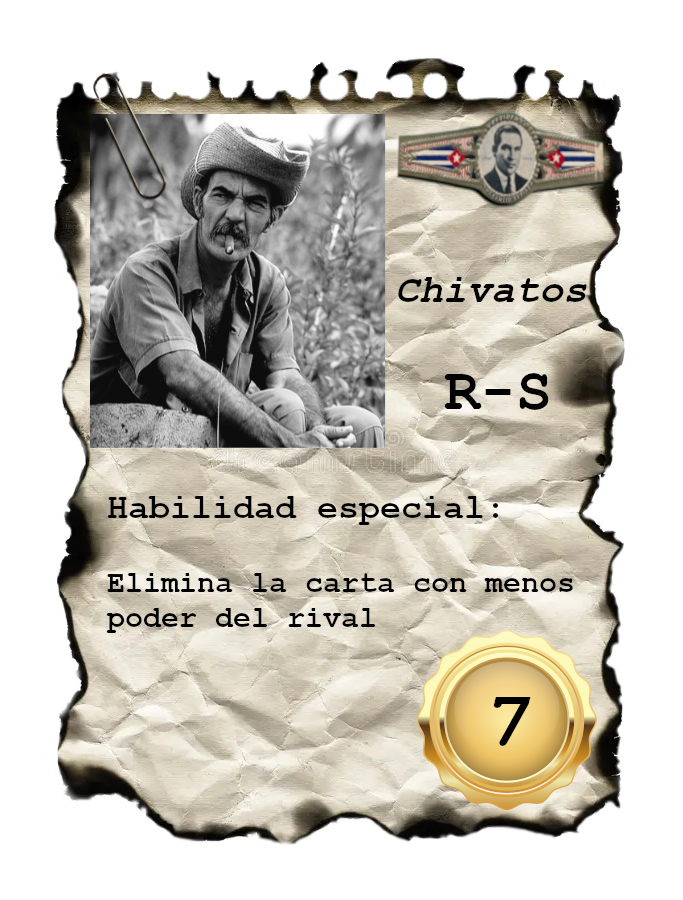 Chivatos
R-S
Habilidad especial:
Elimina la carta con menos
poder del rival
7